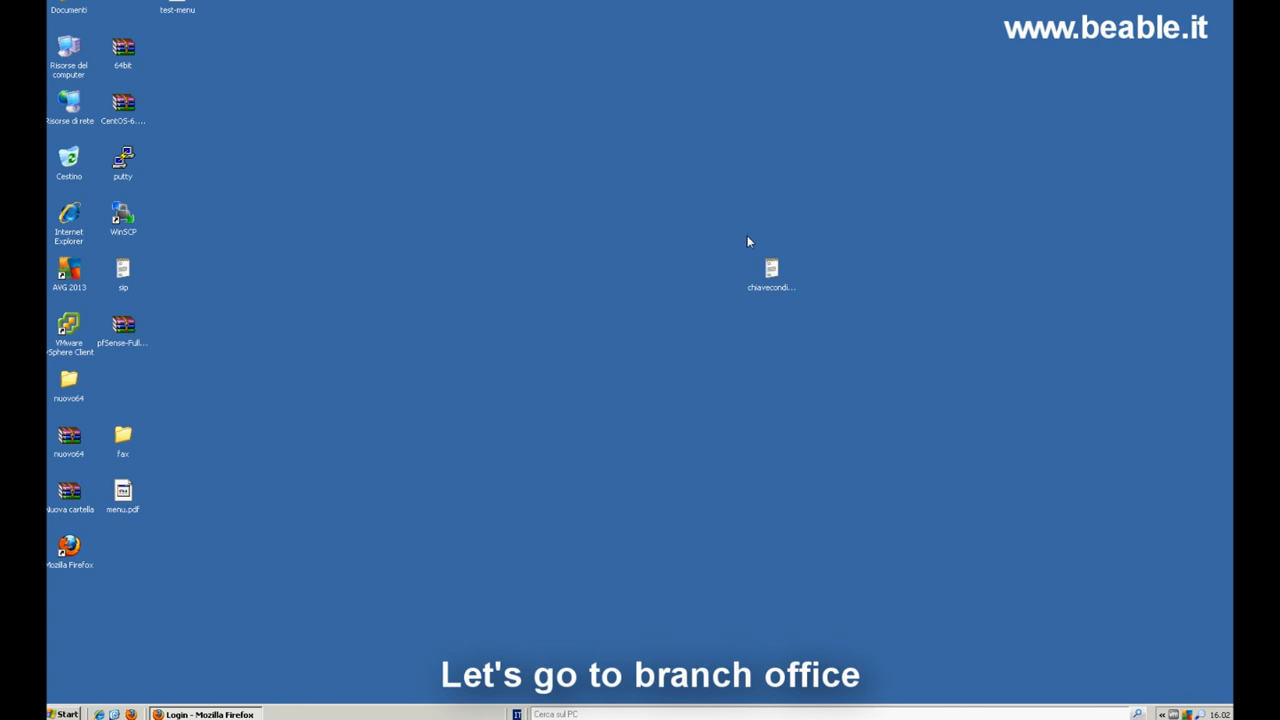 Documenti
test-menu
www.beable.it
Risorse del
computer
64bit
Risorse di rete
CentOS-6....
Cestino
putty
Internet
Explorer
WinSCP
AVG 2013
sip
chiavecondi...
VMware
vSphere Client
pfSense-Full...
nuovo64
nuovo64
fax
Nuova cartella
menu.pdf
Mozilla Firefox
Let's go to branch office
Start
Login - Mozilla Firefox
IT
Cerca sul PC
«
16.02